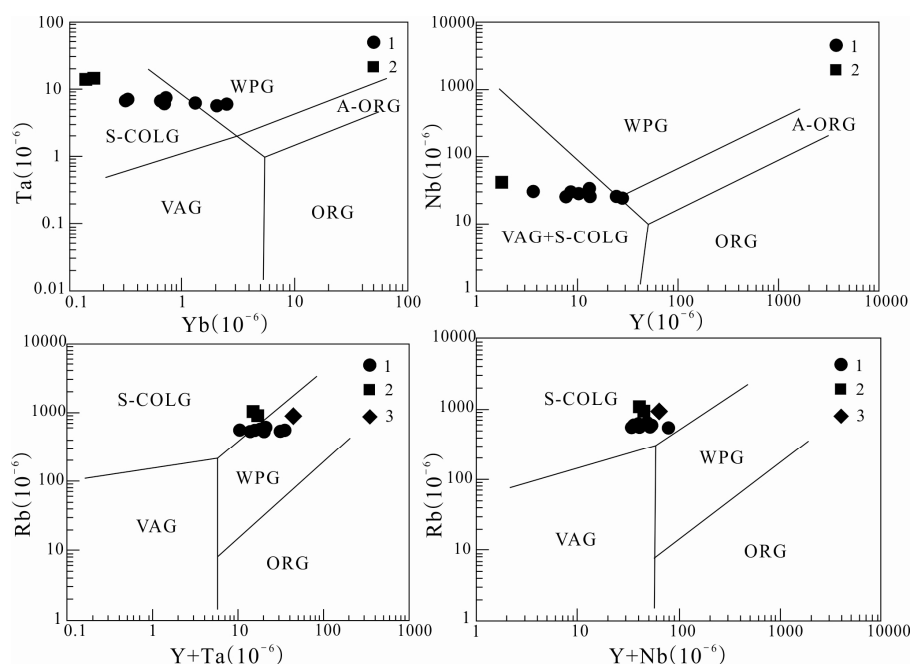 100
10
1
0.1
0.01
Ta(10⁻⁶)
WPG
A-ORG
S-COLG
VAG
ORG
1
2
0.1
1
10
100
Yb(10⁻⁶)
10000
1000
100
10
1
Nb(10⁻⁶)
WPG
A-ORG
VAG+S-COLG
ORG
1
2
1
10
100
1000
10000
Y(10⁻⁶)
10000
1000
100
10
1
Rb(10⁻⁶)
S-COLG
WPG
VAG
ORG
1
2
3
0.1
1
10
100
1000
Y+Ta(10⁻⁶)
10000
1000
100
10
1
Rb(10⁻⁶)
S-COLG
WPG
VAG
ORG
1
2
3
1
10
100
1000
10000
Y+Nb(10⁻⁶)